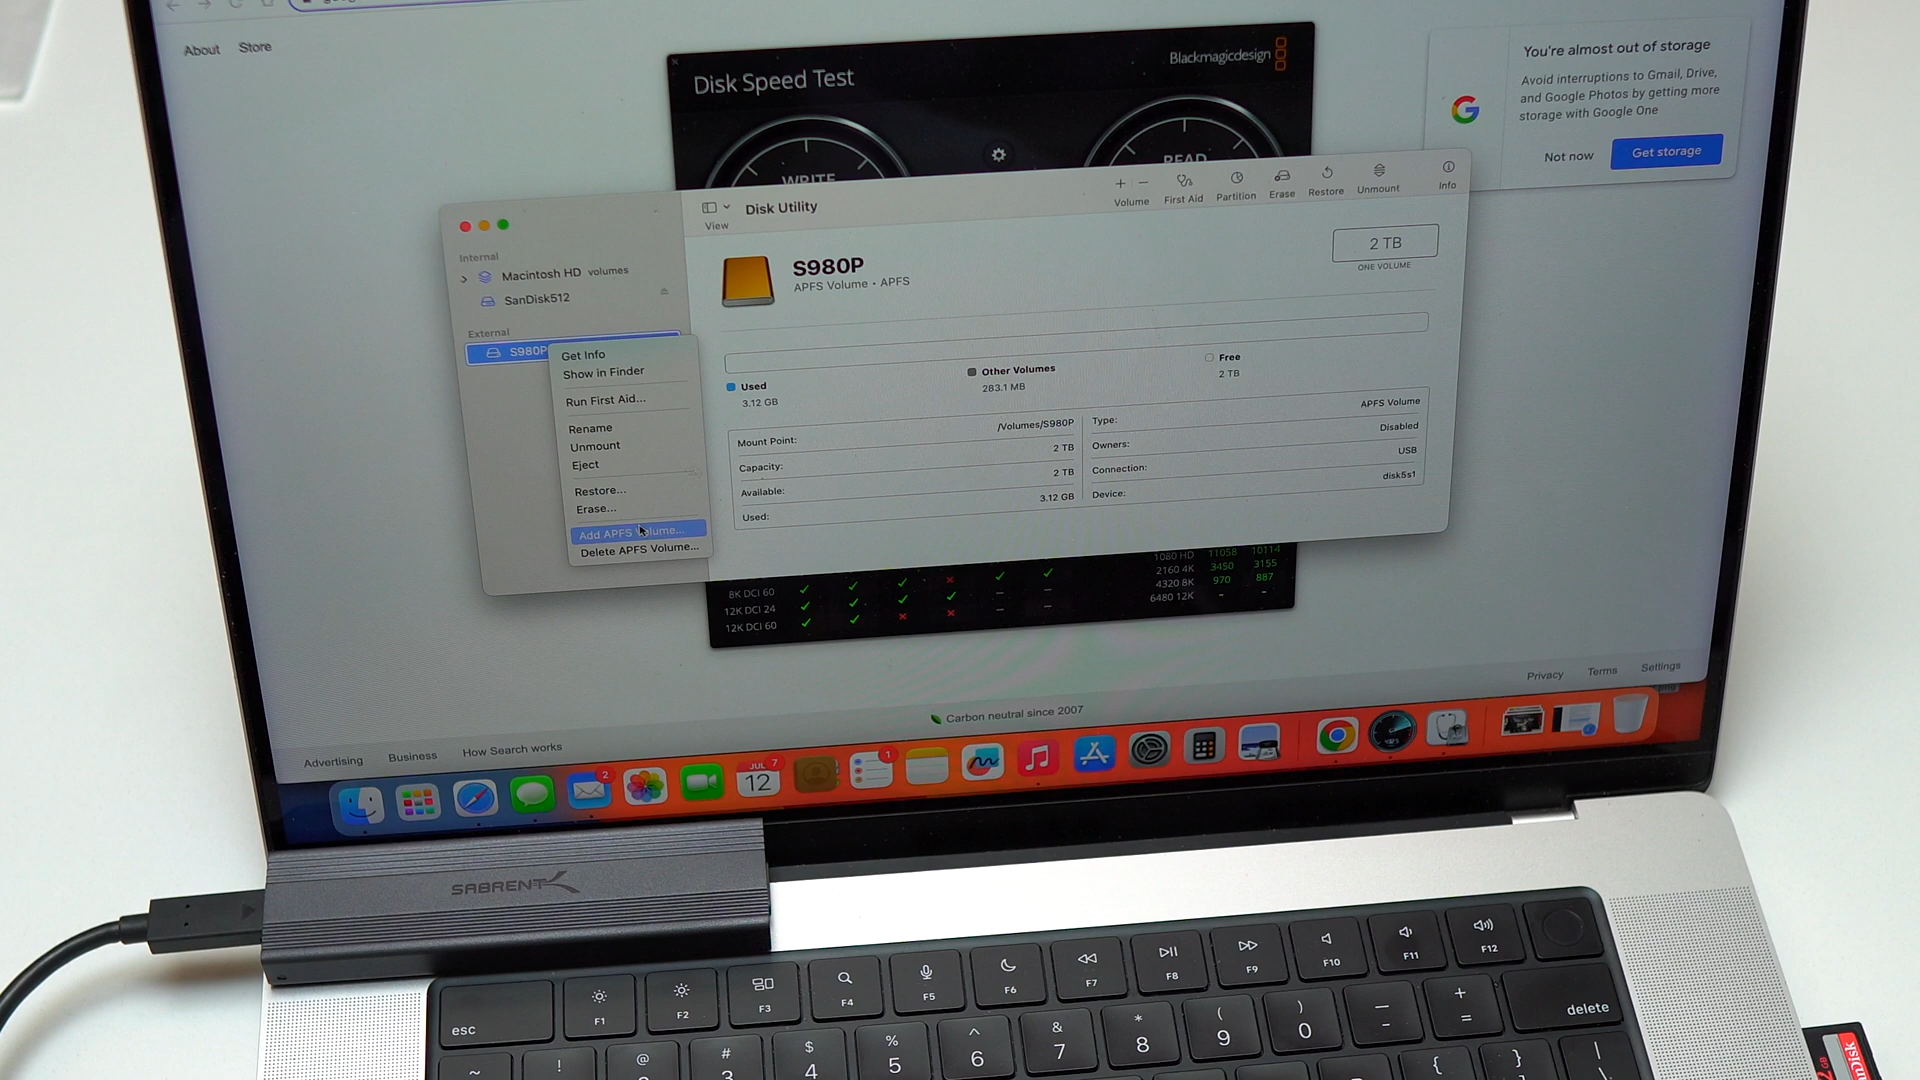 About
Store
Disk Speed Test
Blackmagicdesign
WRITE
READ
You're almost out of storage
Avoid interruptions to Gmail, Drive,
and Google Photos by getting more
storage with Google One
Not now
Get storage
Disk Utility
View
Volume
First Aid
Partition
Erase
Restore
Unmount
Info
Internal
Macintosh HD volumes
SanDisk512
External
S980P
S980P
APFS Volume • APFS
2 TB
ONE VOLUME
Used
3.12 GB
Other Volumes
283.1 MB
Free
2 TB
Mount Point:
/Volumes/S980P
Capacity:
2 TB
Available:
2 TB
Used:
3.12 GB
Type:
APFS Volume
Owners:
Disabled
Connection:
USB
Device:
disk5s1
Get Info
Show in Finder
Run First Aid...
Rename
Unmount
Eject
Restore...
Erase...
Add APFS Volume...
Delete APFS Volume...
1080 HD 11058 10114
2160 4K 3450 3155
4320 8K 970 887
6480 12K - -
8K DCI 60
12K DCI 24
12K DCI 60
Privacy
Terms
Settings
Carbon neutral since 2007
Advertising
Business
How Search works
2
JUL 7
12
1
SABRENT
esc
F1
F2
F3
F4
F5
F6
F7
F8
F9
F10
F11
F12
delete
~
!
@
#
3
$
4
%
5
^
6
&
7
*
8
(
9
)
0
—
-
+
=
{
}
|
\